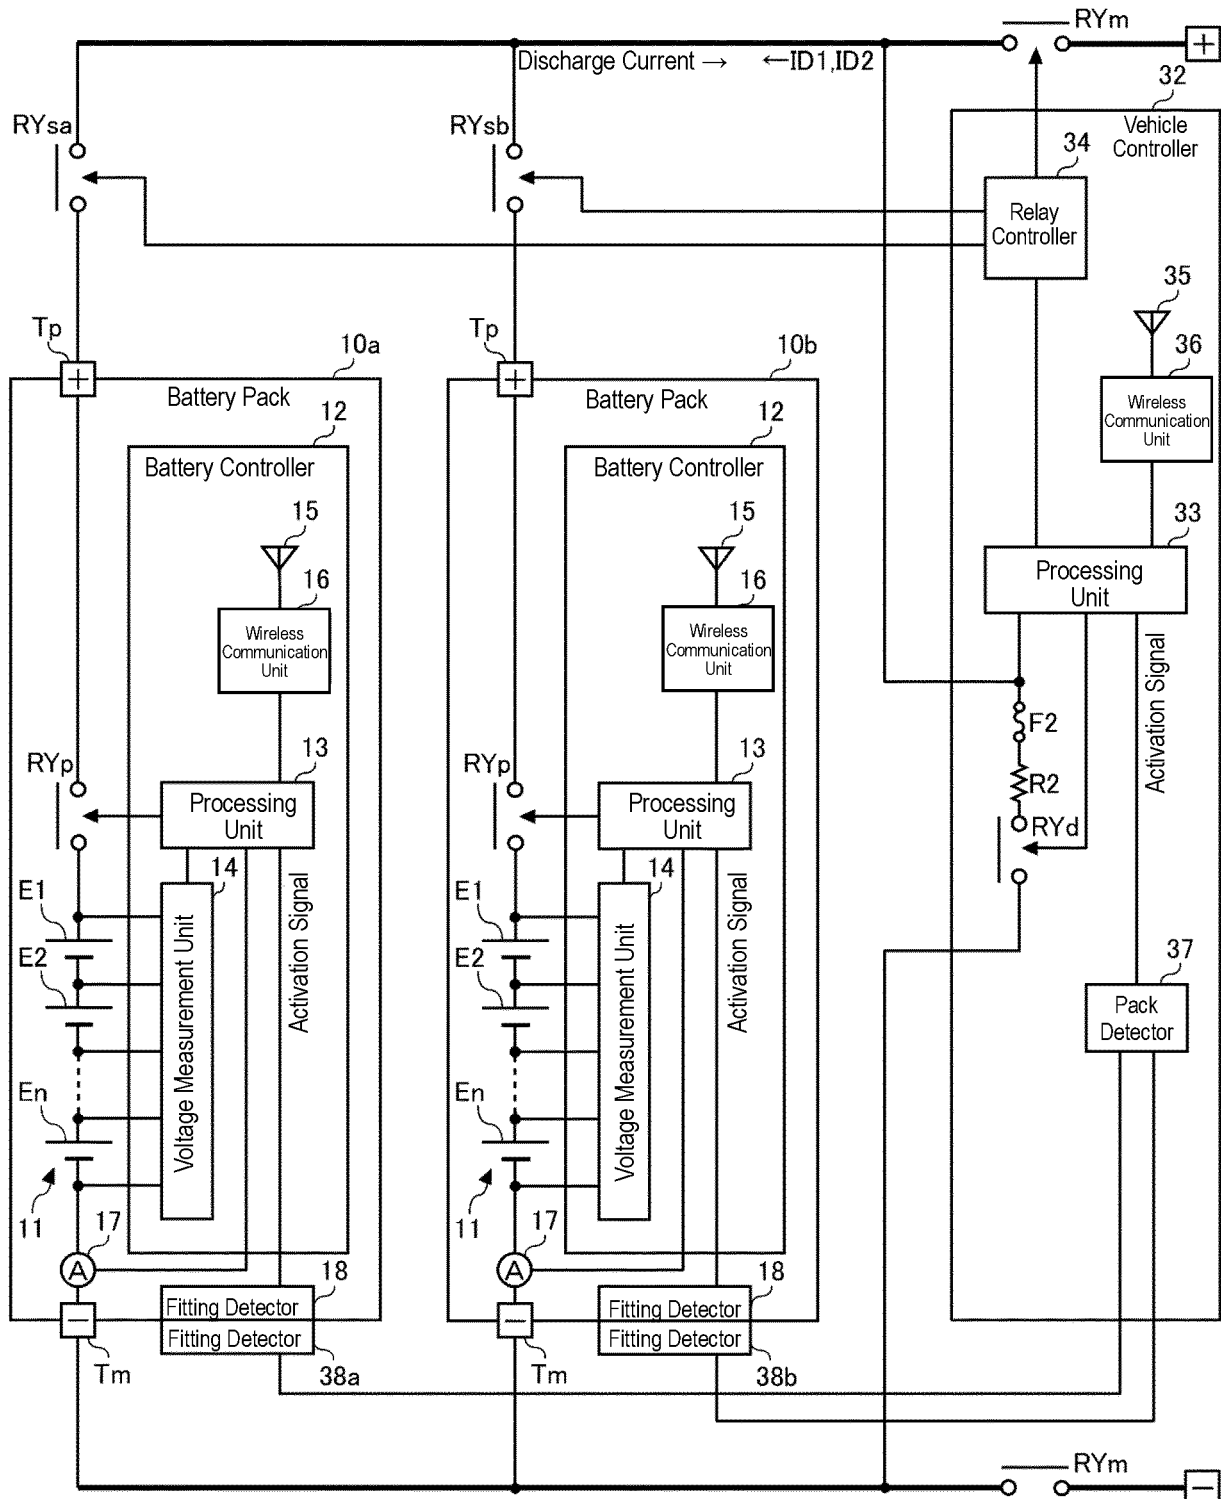 RYm
+
Discharge Current → ←ID1,ID2
32
Vehicle
Controller
RYsa
RYsb
34
Relay
Controller
35
36
Wireless
Communication
Unit
Tp
+
10a
Battery Pack
12
Battery Controller
15
16
Wireless
Communication
Unit
RYp
13
Processing
Unit
14
Voltage Measurement Unit
Activation Signal
E1
E2
En
11
17
A
18
Fitting Detector
Fitting Detector
38a
−
Tm
Tp
+
10b
Battery Pack
12
Battery Controller
15
16
Wireless
Communication
Unit
RYp
13
Processing
Unit
14
Voltage Measurement Unit
Activation Signal
E1
E2
En
11
17
A
18
Fitting Detector
Fitting Detector
38b
−
Tm
33
Processing
Unit
Activation Signal
F2
R2
RYd
37
Pack
Detector
RYm
−